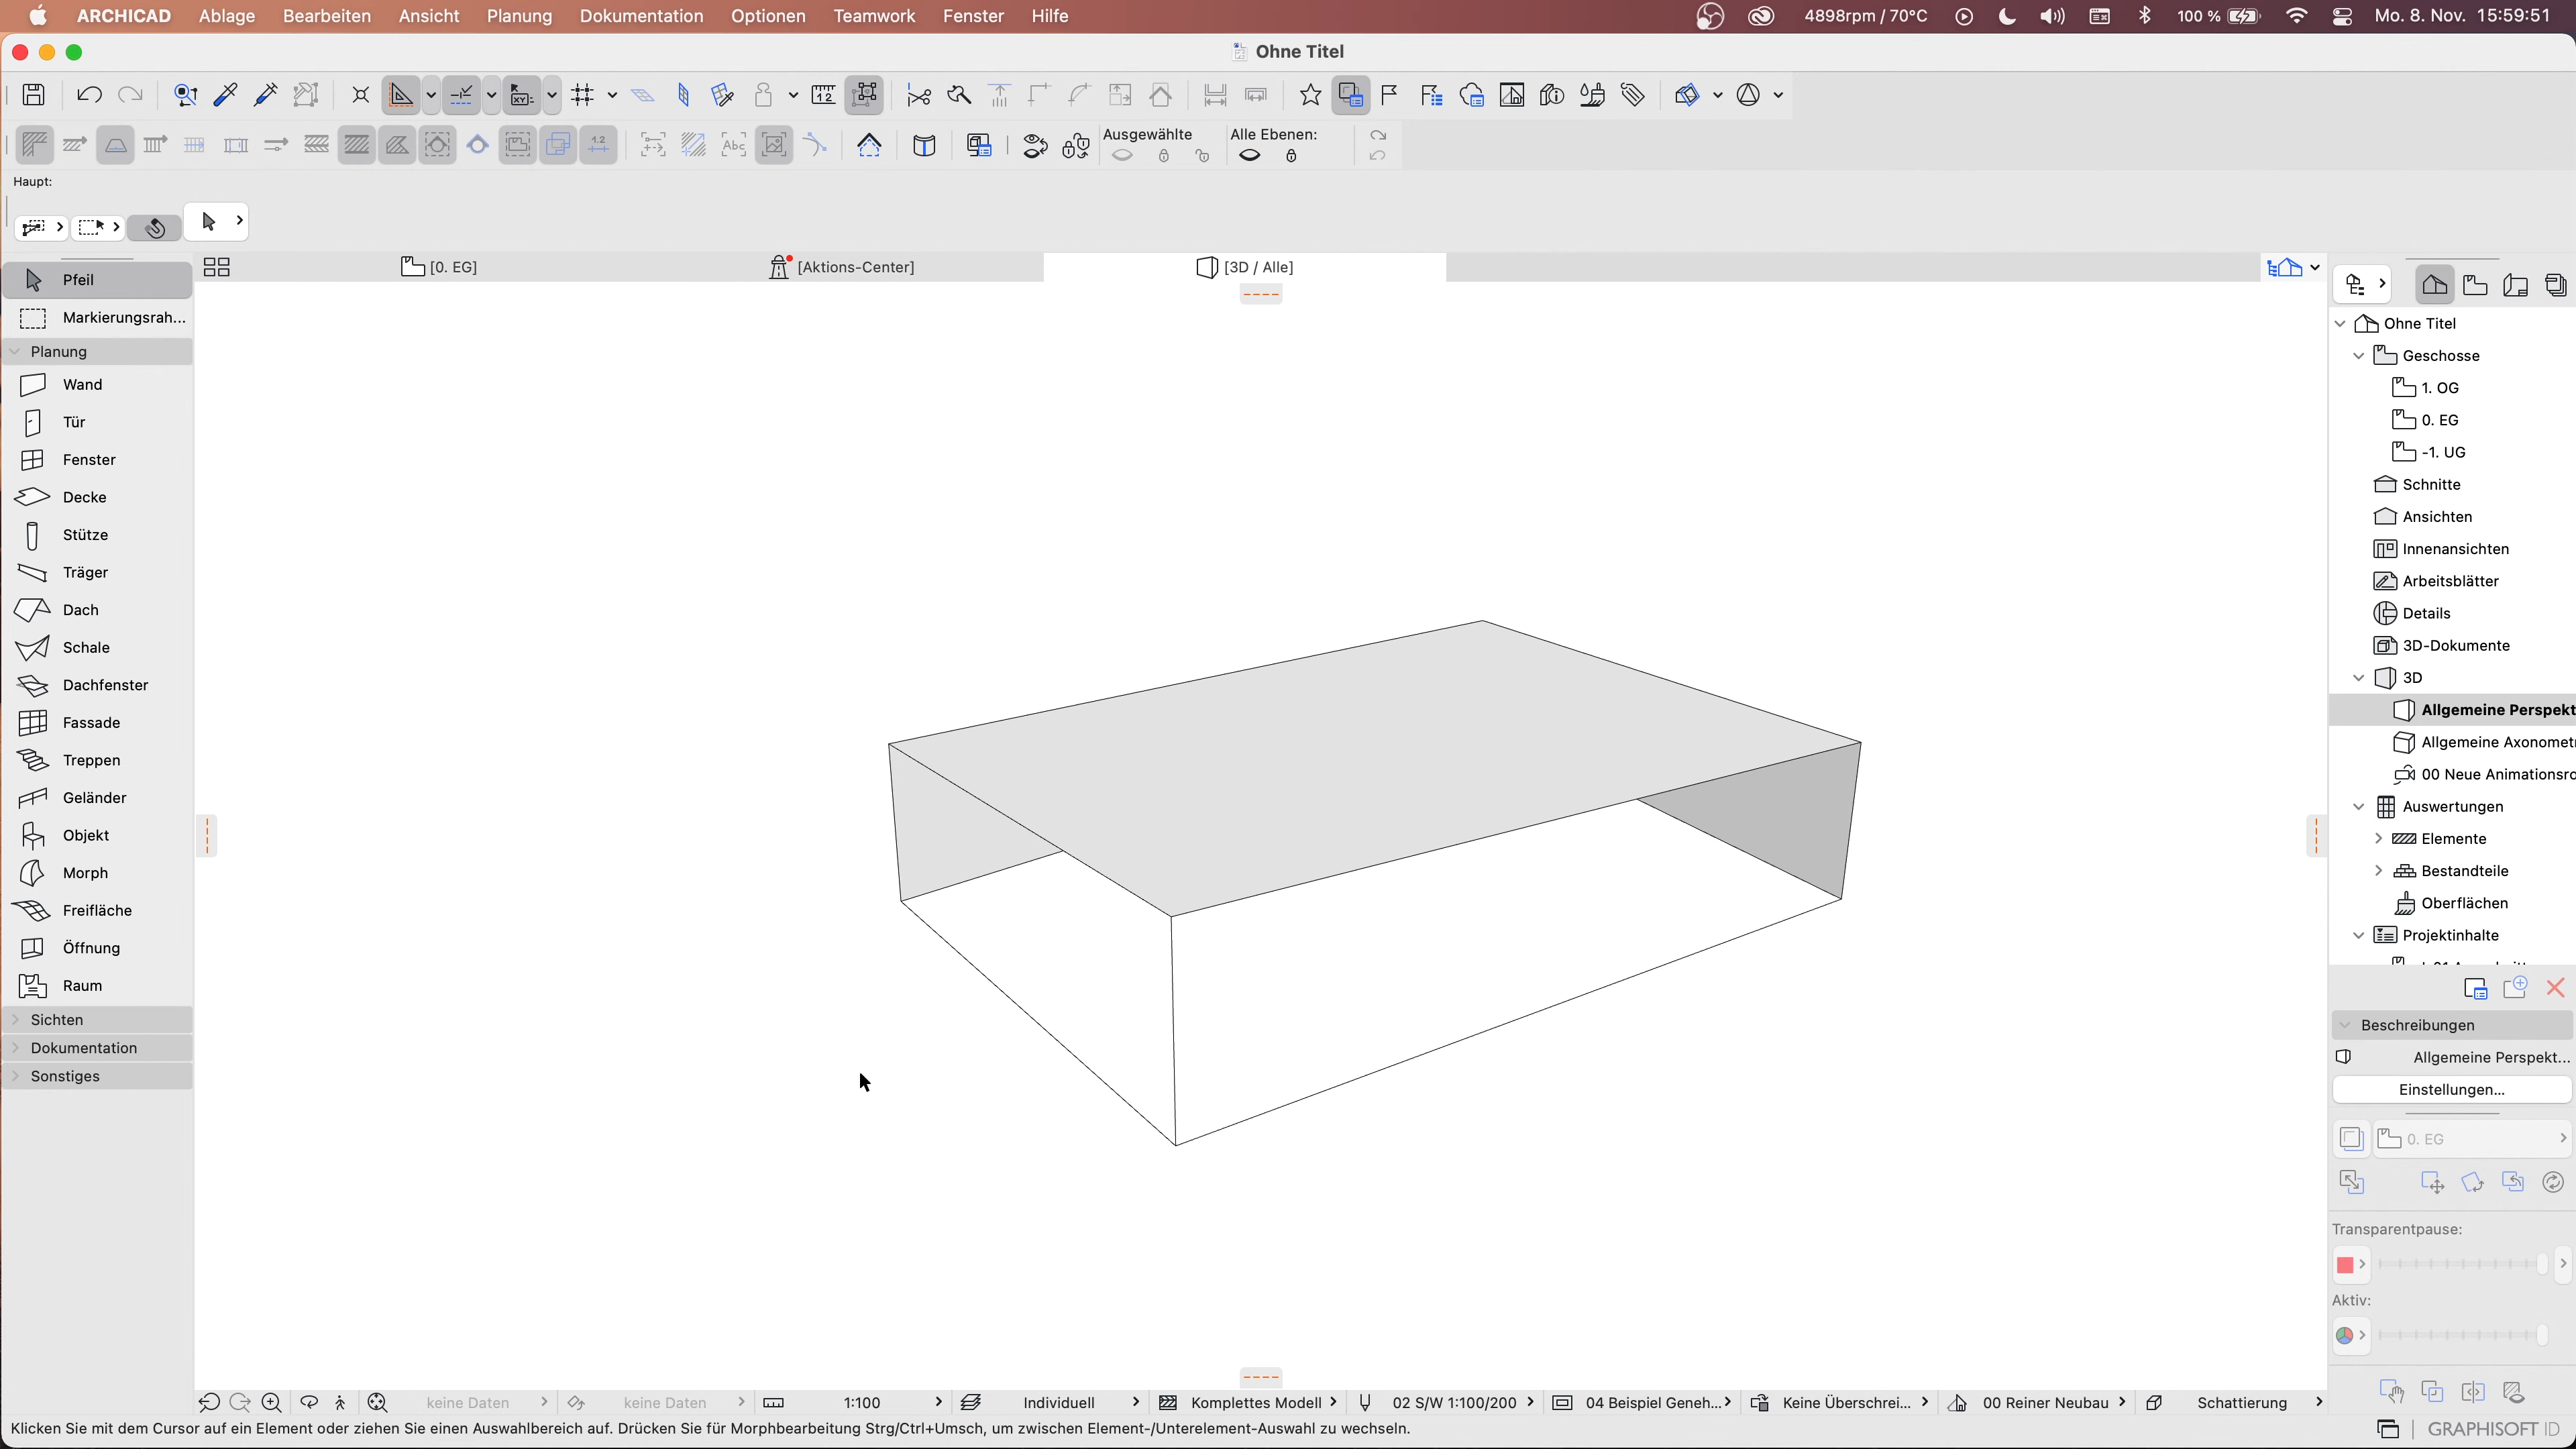 ARCHICAD Ablage Bearbeiten Ansicht Planung Dokumentation Optionen Teamwork Fenster Hilfe 4898rpm / 70°C 100 % Mo. 8. Nov. 15:59:51
Ohne Titel
XY: 12
1.2 Abc Ausgewählte Alle Ebenen:
Haupt:
[0. EG] [Aktions-Center] [3D / Alle]
Pfeil
Markierungsrah...
Planung
Wand
Tür
Fenster
Decke
Stütze
Träger
Dach
Schale
Dachfenster
Fassade
Treppen
Geländer
Objekt
Morph
Freifläche
Öffnung
Raum
Sichten
Dokumentation
Sonstiges
Ohne Titel
Geschosse
1. OG
0. EG
-1. UG
Schnitte
Ansichten
Innenansichten
Arbeitsblätter
Details
3D-Dokumente
3D
Allgemeine Perspekt
Allgemeine Axonomet
00 Neue Animationsro
Auswertungen
Elemente
Bestandteile
Oberflächen
Projektinhalte
Beschreibungen
Allgemeine Perspekt...
Einstellungen...
0. EG
Transparentpause:
Aktiv:
keine Daten keine Daten 1:100 Individuell Komplettes Modell 02 S/W 1:100/200 04 Beispiel Geneh... Keine Überschrei... 00 Reiner Neubau Schattierung
Klicken Sie mit dem Cursor auf ein Element oder ziehen Sie einen Auswahlbereich auf. Drücken Sie für Morphbearbeitung Strg/Ctrl+Umsch, um zwischen Element-/Unterelement-Auswahl zu wechseln. GRAPHISOFT ID